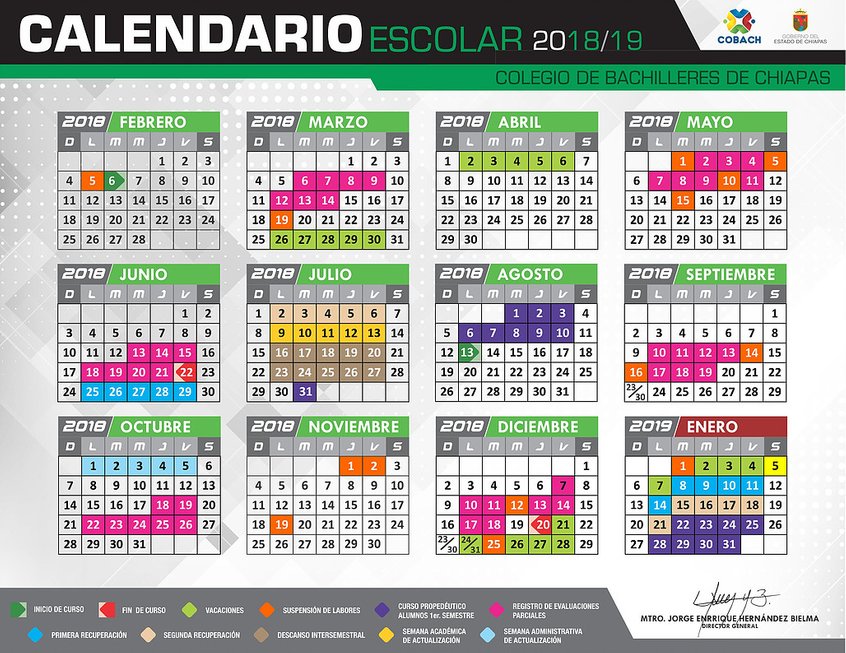 CALENDARIO ESCOLAR 2018/19
COBACH
GOBIERNO DEL
ESTADO DE CHIAPAS
COLEGIO DE BACHILLERES DE CHIAPAS
2018 FEBRERO
D L M M J V S
1 2 3
4 5 6 7 8 9 10
11 12 13 14 15 16 17
18 19 20 21 22 23 24
25 26 27 28
2018 MARZO
D L M M J V S
1 2 3
4 5 6 7 8 9 10
11 12 13 14 15 16 17
18 19 20 21 22 23 24
25 26 27 28 29 30 31
2018 ABRIL
D L M M J V S
1 2 3 4 5 6 7
8 9 10 11 12 13 14
15 16 17 18 19 20 21
22 23 24 25 26 27 28
29 30
2018 MAYO
D L M M J V S
1 2 3 4 5
6 7 8 9 10 11 12
13 14 15 16 17 18 19
20 21 22 23 24 25 26
27 28 29 30 31
2018 JUNIO
D L M M J V S
1 2
3 4 5 6 7 8 9
10 11 12 13 14 15 16
17 18 19 20 21 22 23
24 25 26 27 28 29 30
2018 JULIO
D L M M J V S
1 2 3 4 5 6 7
8 9 10 11 12 13 14
15 16 17 18 19 20 21
22 23 24 25 26 27 28
29 30 31
2018 AGOSTO
D L M M J V S
1 2 3 4
5 6 7 8 9 10 11
12 13 14 15 16 17 18
19 20 21 22 23 24 25
26 27 28 29 30 31
2018 SEPTIEMBRE
D L M M J V S
1
2 3 4 5 6 7 8
9 10 11 12 13 14 15
16 17 18 19 20 21 22
23/30 24 25 26 27 28 29
2018 OCTUBRE
D L M M J V S
1 2 3 4 5 6
7 8 9 10 11 12 13
14 15 16 17 18 19 20
21 22 23 24 25 26 27
28 29 30 31
2018 NOVIEMBRE
D L M M J V S
1 2 3
4 5 6 7 8 9 10
11 12 13 14 15 16 17
18 19 20 21 22 23 24
25 26 27 28 29 30
2018 DICIEMBRE
D L M M J V S
1
2 3 4 5 6 7 8
9 10 11 12 13 14 15
16 17 18 19 20 21 22
23/30 24/31 25 26 27 28 29
2019 ENERO
D L M M J V S
1 2 3 4 5
6 7 8 9 10 11 12
13 14 15 16 17 18 19
20 21 22 23 24 25 26
27 28 29 30 31
INICIO DE CURSO
FIN DE CURSO
VACACIONES
SUSPENSIÓN DE LABORES
CURSO PROPEDÉUTICO
ALUMNOS 1er. SEMESTRE
REGISTRO DE EVALUACIONES
PARCIALES
PRIMERA RECUPERACIÓN
SEGUNDA RECUPERACIÓN
DESCANSO INTERSEMESTRAL
SEMANA ACADÉMICA
DE ACTUALIZACIÓN
SEMANA ADMINISTRATIVA
DE ACTUALIZACIÓN
MTRO. JORGE ENRRIQUE HERNÁNDEZ BIELMA
DIRECTOR GENERAL